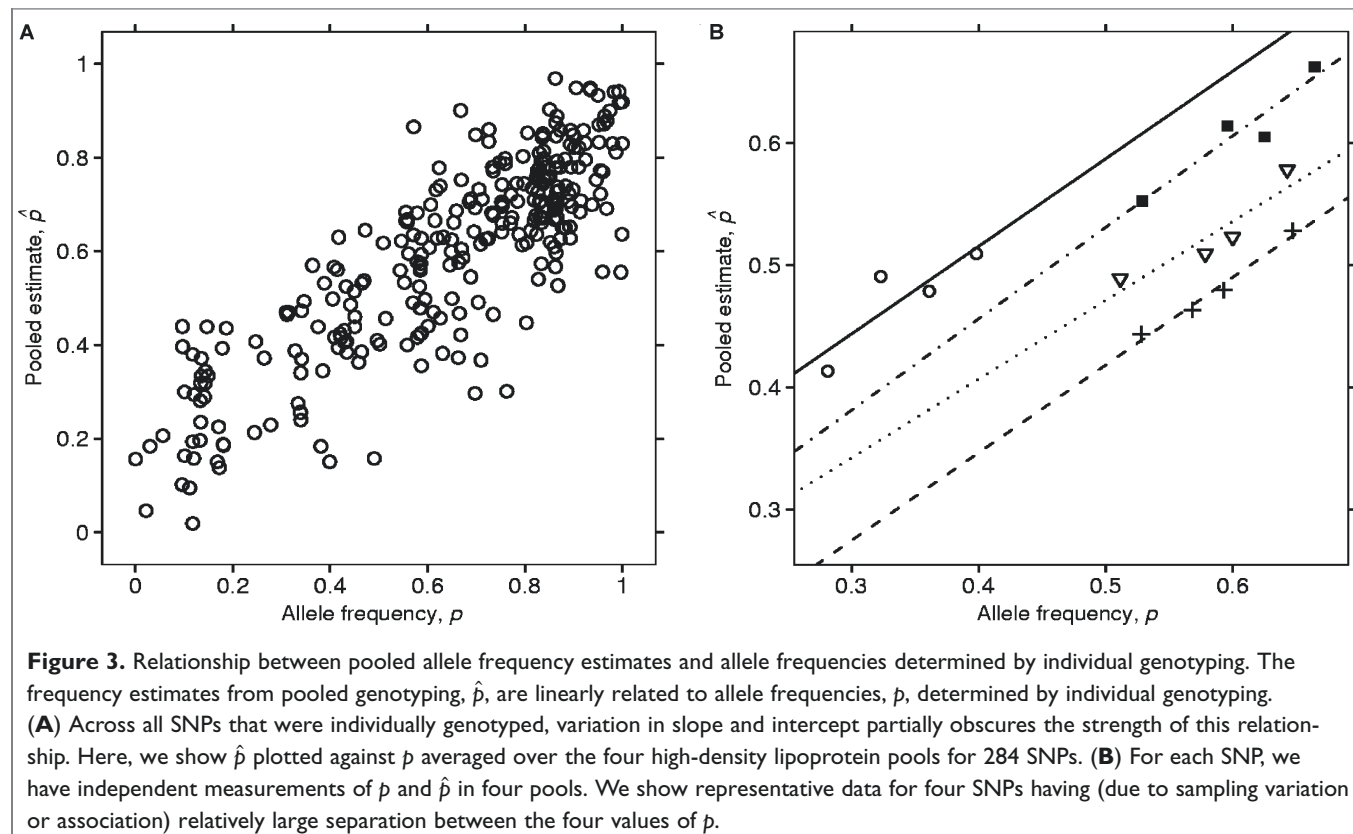 A
B
1
0.8
0.6
0.4
0.2
0
Pooled estimate, p̂
0 0.2 0.4 0.6 0.8 1
Allele frequency, p
0.6
0.5
0.4
0.3
Pooled estimate, p̂
0.3 0.4 0.5 0.6
Allele frequency, p
Figure 3. Relationship between pooled allele frequency estimates and allele frequencies determined by individual genotyping. The
frequency estimates from pooled genotyping, p̂, are linearly related to allele frequencies, p, determined by individual genotyping.
(A) Across all SNPs that were individually genotyped, variation in slope and intercept partially obscures the strength of this relation-
ship. Here, we show p̂ plotted against p averaged over the four high-density lipoprotein pools for 284 SNPs. (B) For each SNP, we
have independent measurements of p and p̂ in four pools. We show representative data for four SNPs having (due to sampling variation
or association) relatively large separation between the four values of p.